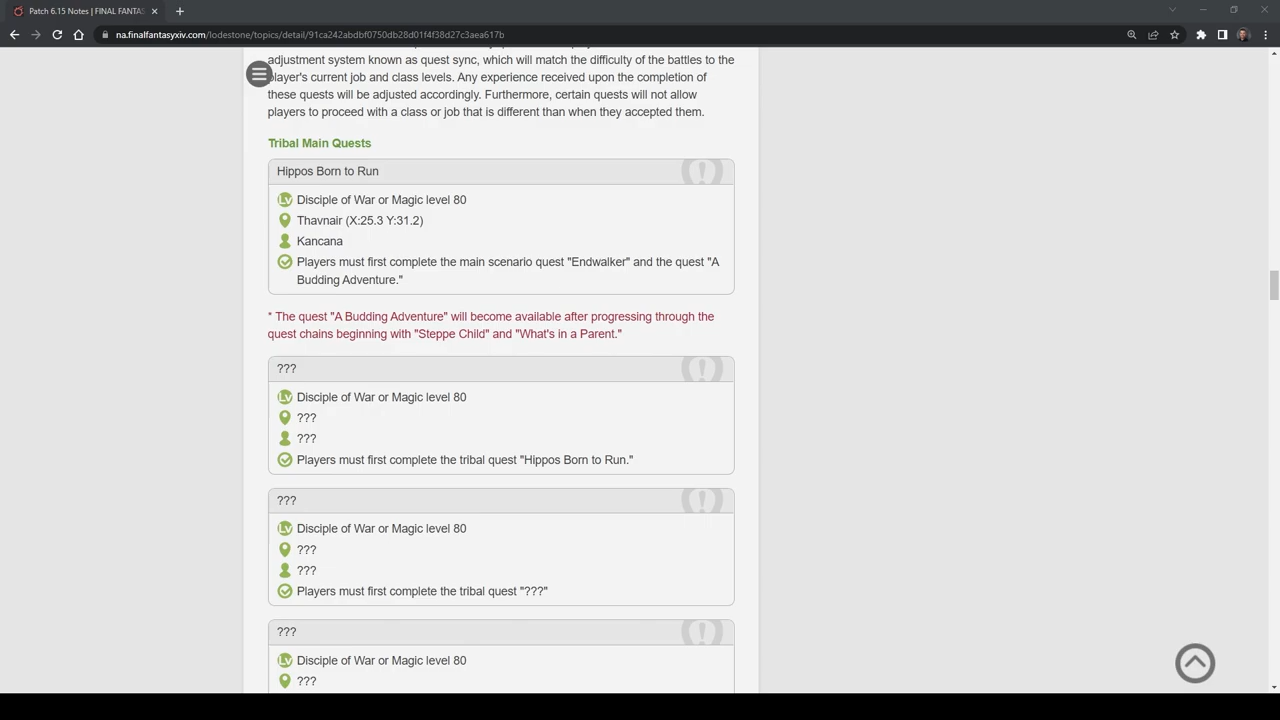 Patch 6.15 Notes | FINAL FANTAS
na.finalfantasyxiv.com/lodestone/topics/detail/91ca242abdbf0750db28d01f4f38d27c3aea617b
adjustment system known as quest sync, which will match the difficulty of the battles to the
player's current job and class levels. Any experience received upon the completion of
these quests will be adjusted accordingly. Furthermore, certain quests will not allow
players to proceed with a class or job that is different than when they accepted them.
Tribal Main Quests
Hippos Born to Run
Lv Disciple of War or Magic level 80
Thavnair (X:25.3 Y:31.2)
Kancana
Players must first complete the main scenario quest "Endwalker" and the quest "A
Budding Adventure."
* The quest "A Budding Adventure" will become available after progressing through the
quest chains beginning with "Steppe Child" and "What's in a Parent."
???
Lv Disciple of War or Magic level 80
???
???
Players must first complete the tribal quest "Hippos Born to Run."
???
Lv Disciple of War or Magic level 80
???
???
Players must first complete the tribal quest "???"
???
Lv Disciple of War or Magic level 80
???